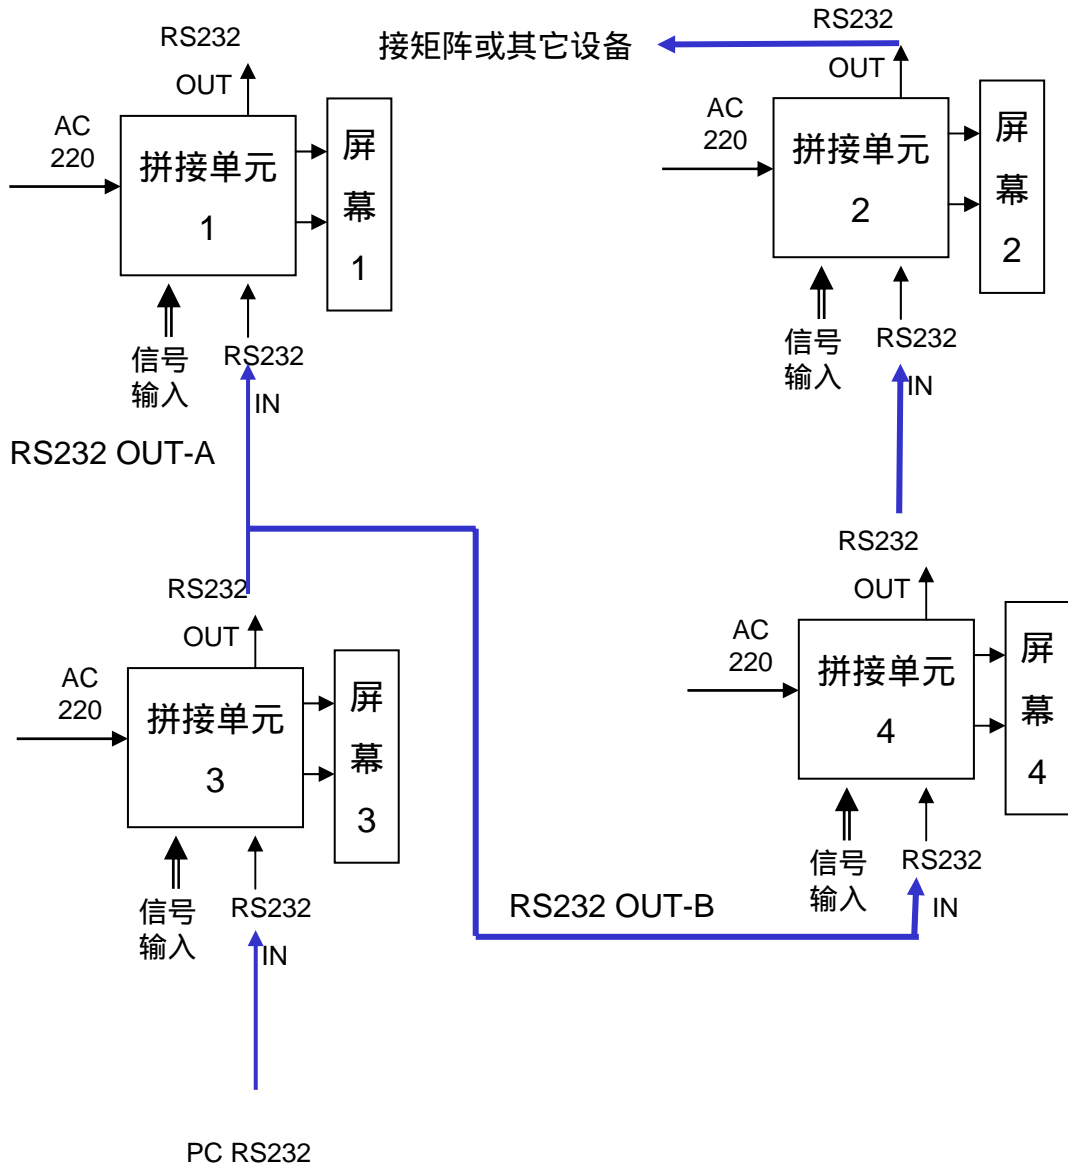 RS232
OUT
AC
220
拼接单元
1
屏
幕
1
信号
输入
RS232
IN
RS232 OUT-A
接矩阵或其它设备
RS232
OUT
AC
220
拼接单元
2
屏
幕
2
信号
输入
RS232
IN
RS232
OUT
AC
220
拼接单元
3
屏
幕
3
信号
输入
RS232
IN
PC RS232
RS232 OUT-B
RS232
OUT
AC
220
拼接单元
4
屏
幕
4
信号
输入
RS232
IN